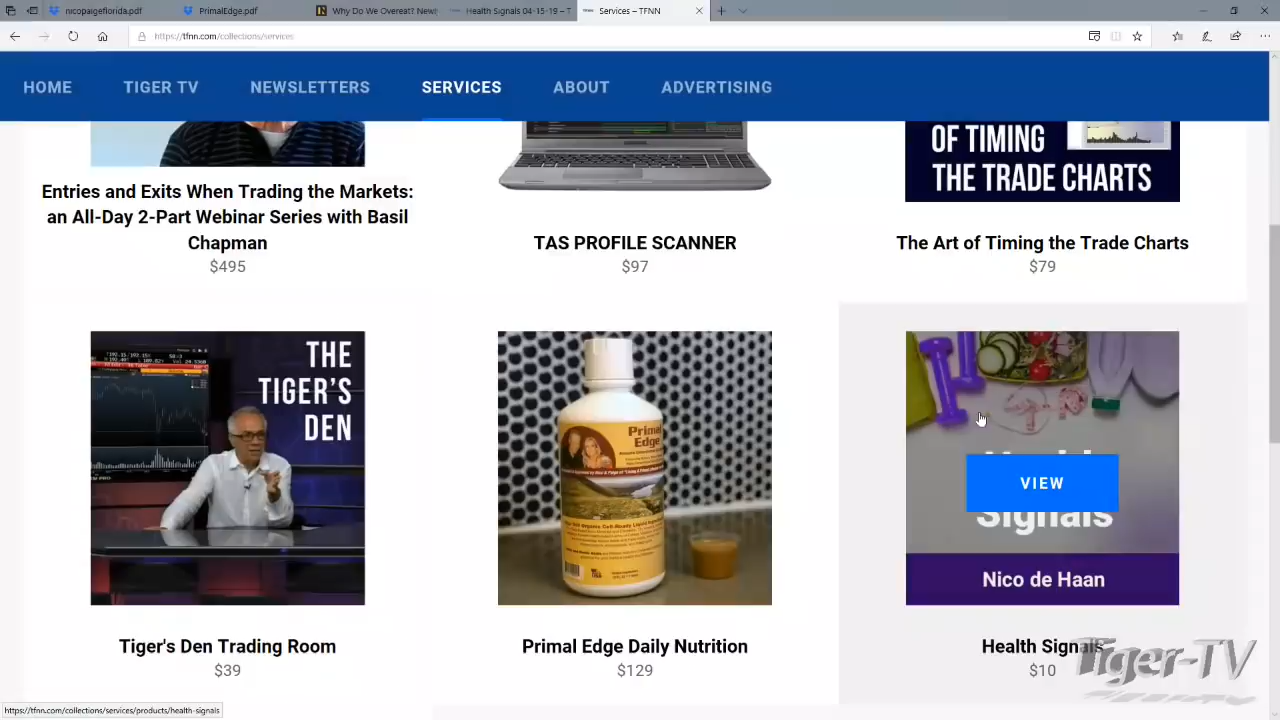 nicopaigeflorida.pdf
PrimalEdge.pdf
Why Do We Overeat? New
Health Signals 04-15-19 – T
Services – TFNN
https://tfnn.com/collections/services
HOME
TIGER TV
NEWSLETTERS
SERVICES
ABOUT
ADVERTISING
OF TIMING
THE TRADE CHARTS
Entries and Exits When Trading the Markets:
an All-Day 2-Part Webinar Series with Basil
Chapman
$495
TAS PROFILE SCANNER
$97
The Art of Timing the Trade Charts
$79
THE
TIGER'S
DEN
Primal
Edge
VIEW
Signals
Nico de Haan
Tiger's Den Trading Room
$39
Primal Edge Daily Nutrition
$129
Health Signals
$10
Tiger-TV
https://tfnn.com/collections/services/products/health-signals